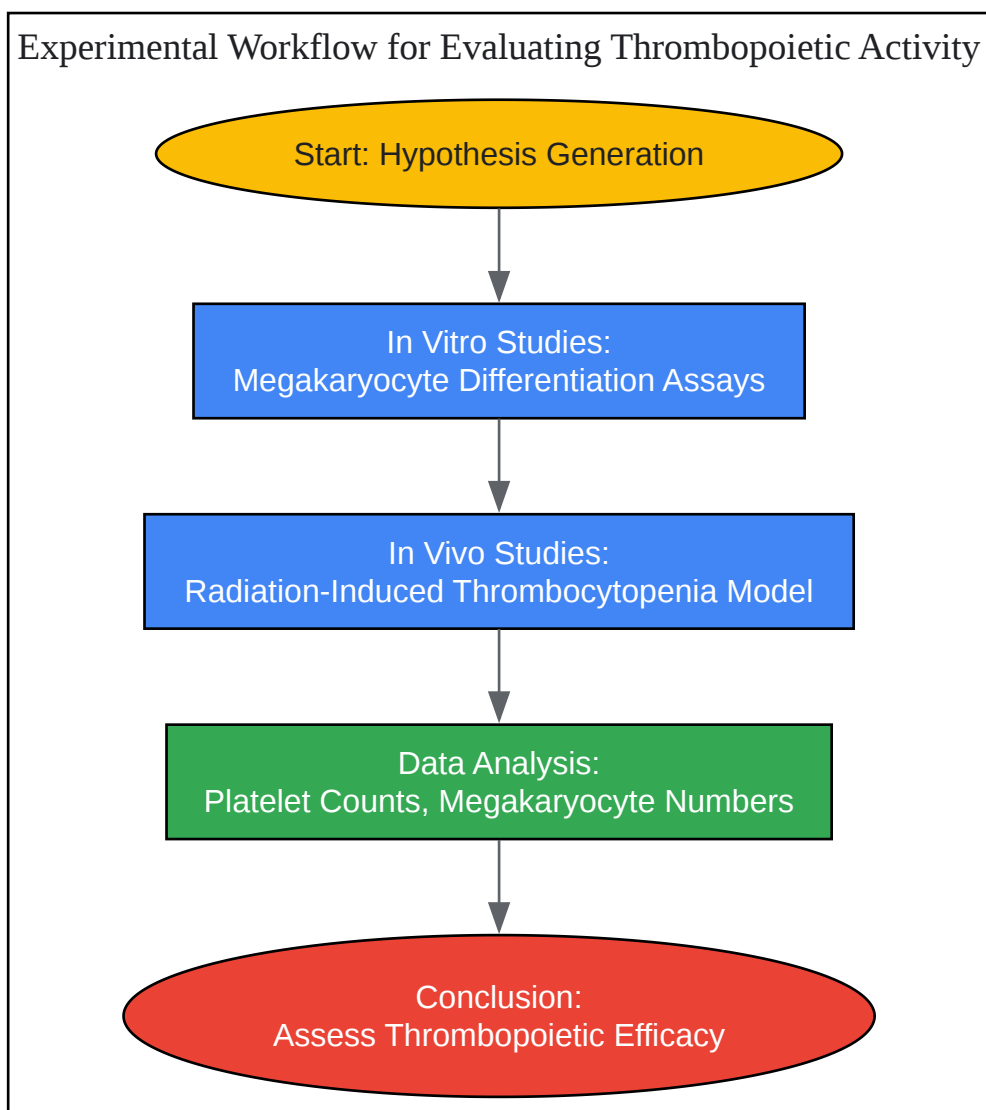 Experimental Workflow for Evaluating Thrombopoietic Activity
Start: Hypothesis Generation
In Vitro Studies:
Megakaryocyte Differentiation Assays
In Vivo Studies:
Radiation-Induced Thrombocytopenia Model
Data Analysis:
Platelet Counts, Megakaryocyte Numbers
Conclusion:
Assess Thrombopoietic Efficacy